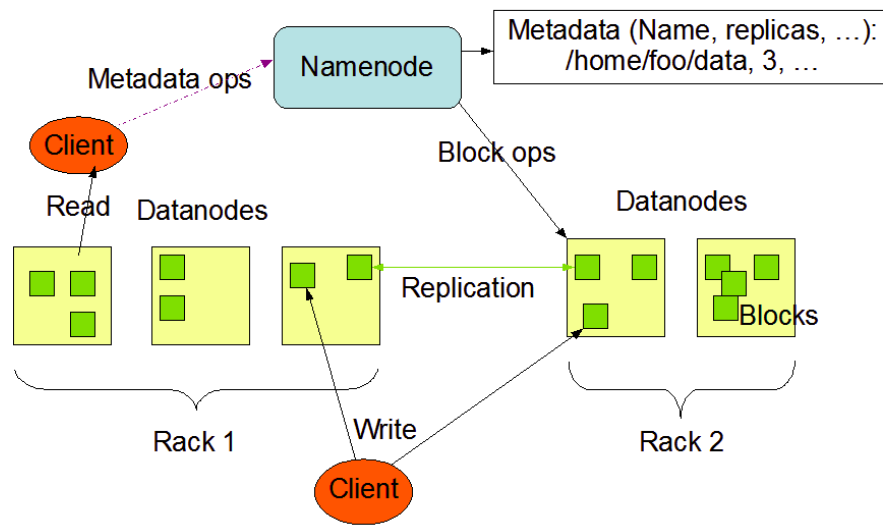 Metadata (Name, replicas, …):
/home/foo/data, 3, …
Namenode
Metadata ops
Client
Block ops
Read
Datanodes
Datanodes
Replication
Blocks
Rack 1
Write
Rack 2
Client